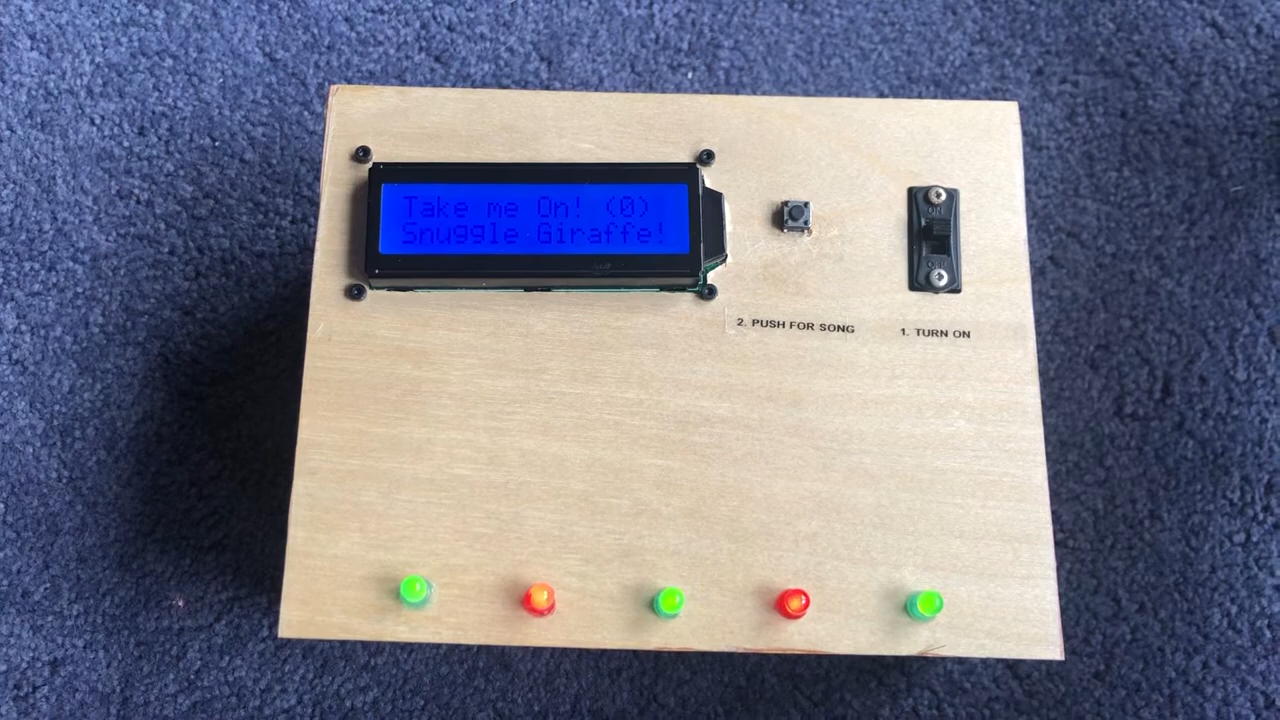 Take me On! (0)
Snuggle Giraffe!
ON
OFF
2. PUSH FOR SONG
1. TURN ON